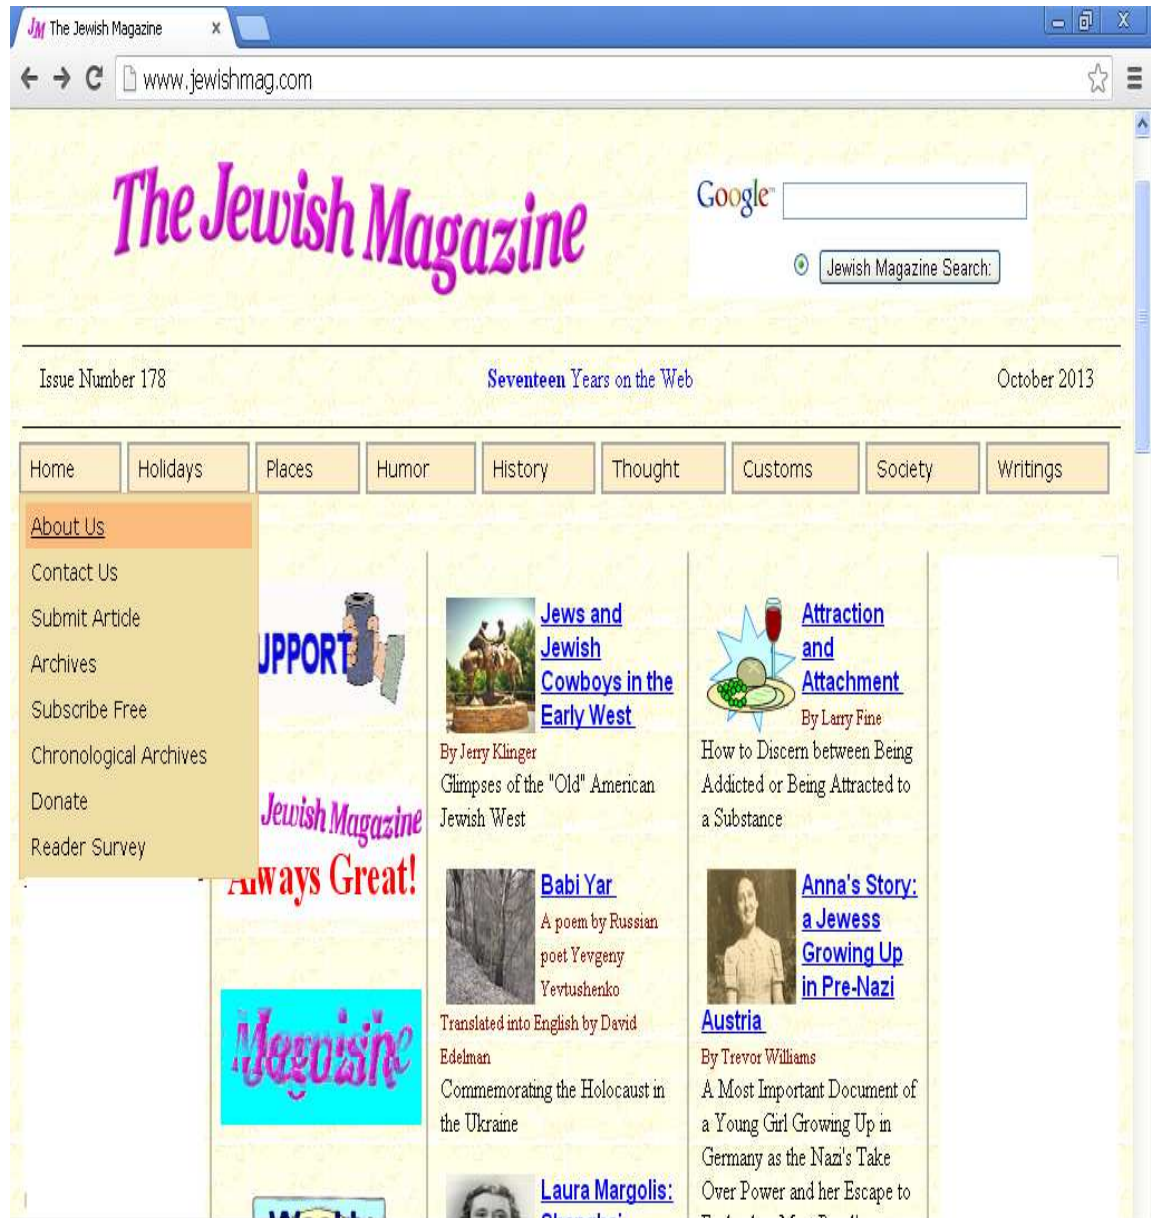 JM The Jewish Magazine
www.jewishmag.com
The Jewish Magazine
Google™
Jewish Magazine Search:
Issue Number 178
Seventeen Years on the Web
October 2013
Home
Holidays
Places
Humor
History
Thought
Customs
Society
Writings
About Us
Contact Us
Submit Article
Archives
Subscribe Free
Chronological Archives
Donate
Reader Survey
UPPORT
Jewish Magazine
Always Great!
Jews and
Jewish
Cowboys in the
Early West
By Jerry Klinger
Glimpses of the "Old" American
Jewish West
Babi Yar
A poem by Russian
poet Yevgeny
Yevtushenko
Translated into English by David
Edelman
Commemorating the Holocaust in
the Ukraine
Laura Margolis:
Attraction
and
Attachment
By Larry Fine
How to Discern between Being
Addicted or Being Attracted to
a Substance
Anna's Story:
a Jewess
Growing Up
in Pre-Nazi
Austria
By Trevor Williams
A Most Important Document of
a Young Girl Growing Up in
Germany as the Nazi's Take
Over Power and her Escape to